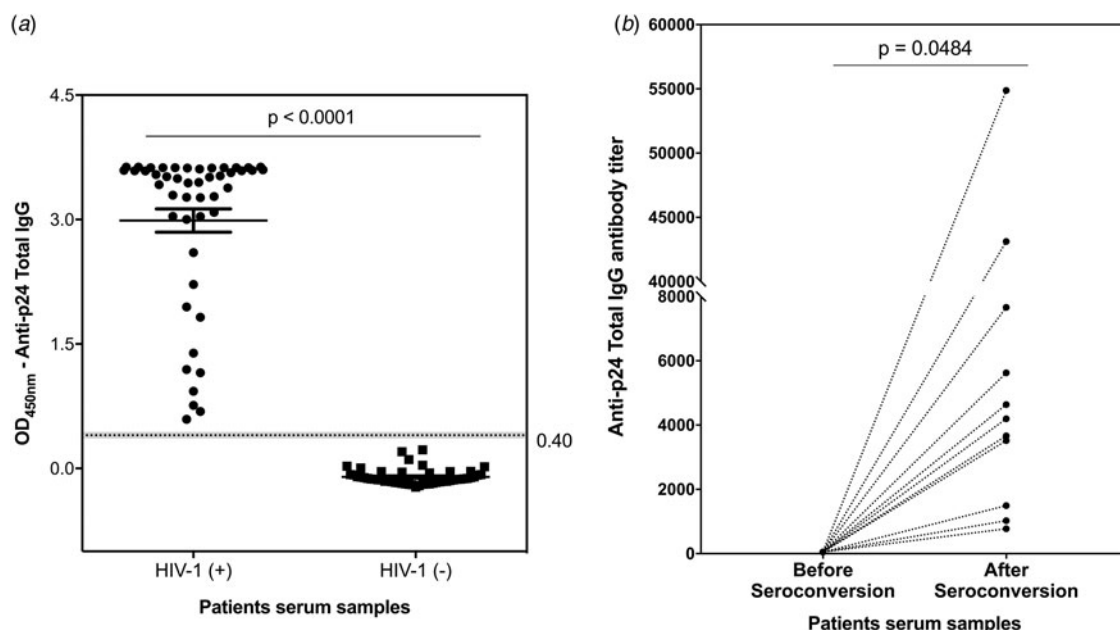 (a)
4.5
3.0
1.5
0.0
OD450nm - Anti-p24 Total IgG
p < 0.0001
0.40
HIV-1 (+)
HIV-1 (-)
Patients serum samples
(b)
60000
55000
50000
45000
40000
8000
6000
4000
2000
0
Anti-p24 Total IgG antibody titer
p = 0.0484
Before
Seroconversion
After
Seroconversion
Patients serum samples